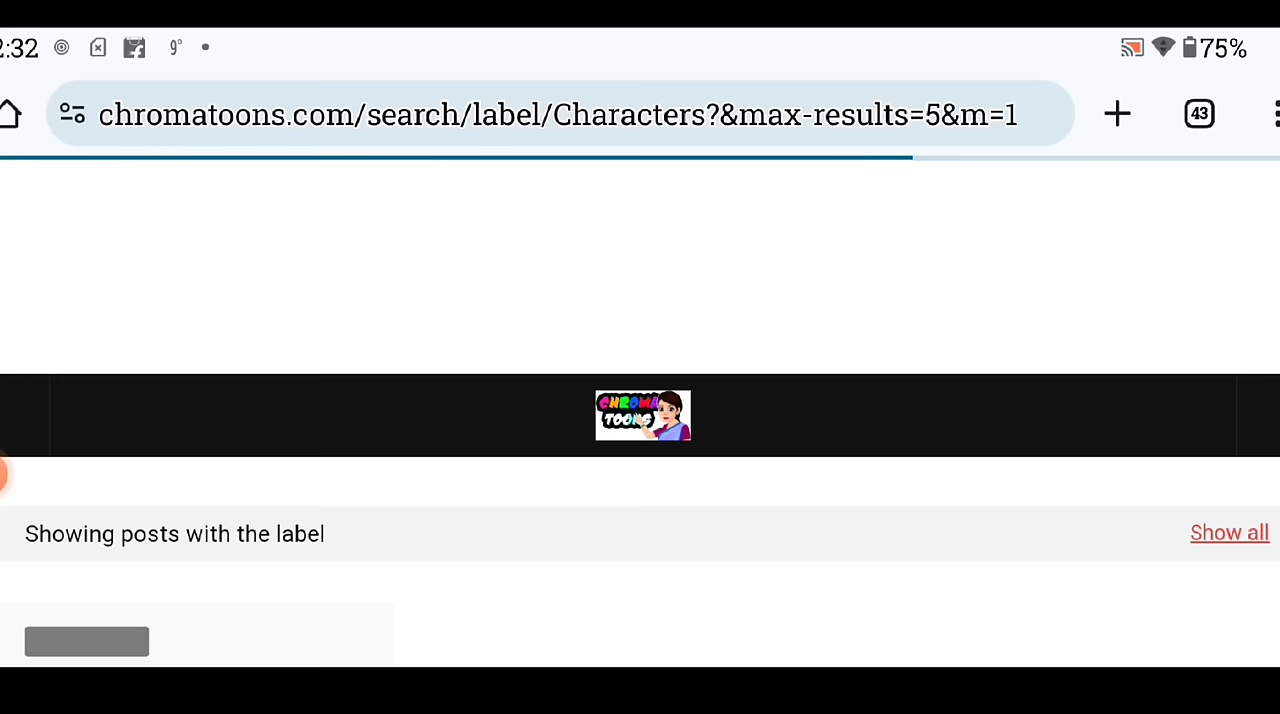 2:32 9° 75%
chromatoons.com/search/label/Characters?&max-results=5&m=1 43
CHROMA
TOONS
Showing posts with the label Show all